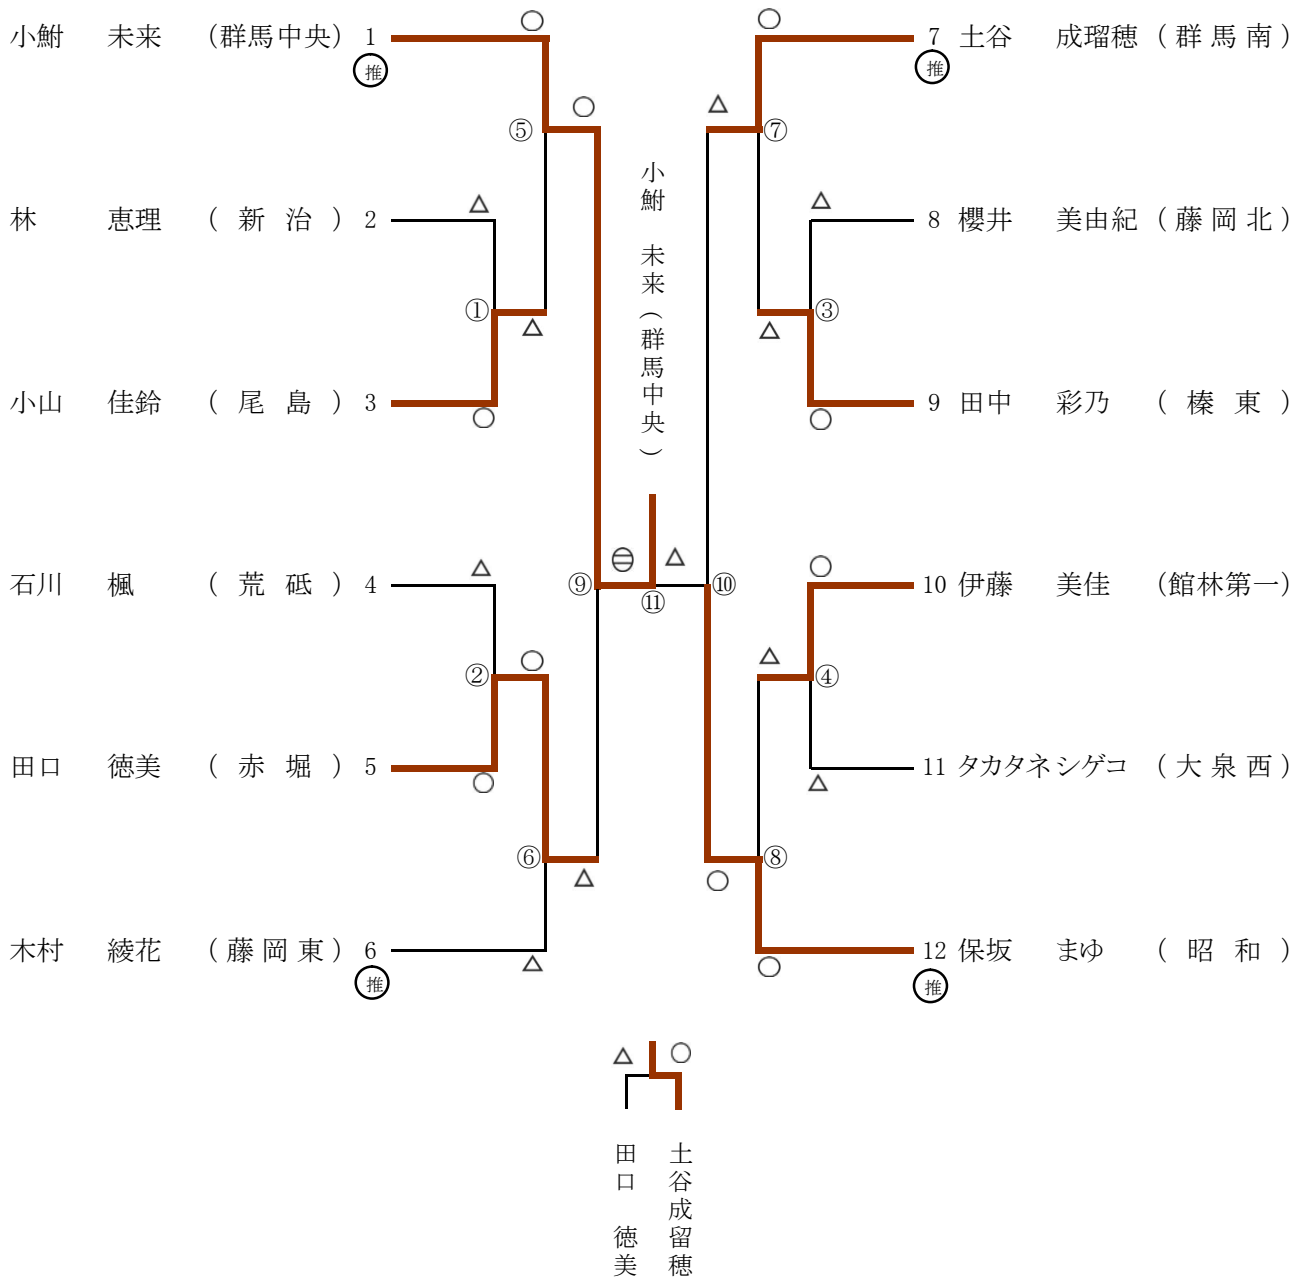 小鮒 未来 (群馬中央) 1
推
林 恵理 (新治) 2
小山 佳鈴 (尾島) 3
石川 楓 (荒砥) 4
田口 徳美 (赤堀) 5
木村 綾花 (藤岡東) 6
推
⑤
①
②
⑥
⑨
小鮒 未来(群馬中央)
⑪
⑩
⑦
③
④
⑧
7 土谷 成瑠穂 (群馬南)
推
8 櫻井 美由紀 (藤岡北)
9 田中 彩乃 (榛東)
10 伊藤 美佳 (館林第一)
11 タカタネシゲコ (大泉西)
12 保坂 まゆ (昭和)
推
田口 徳美
土谷成留穂